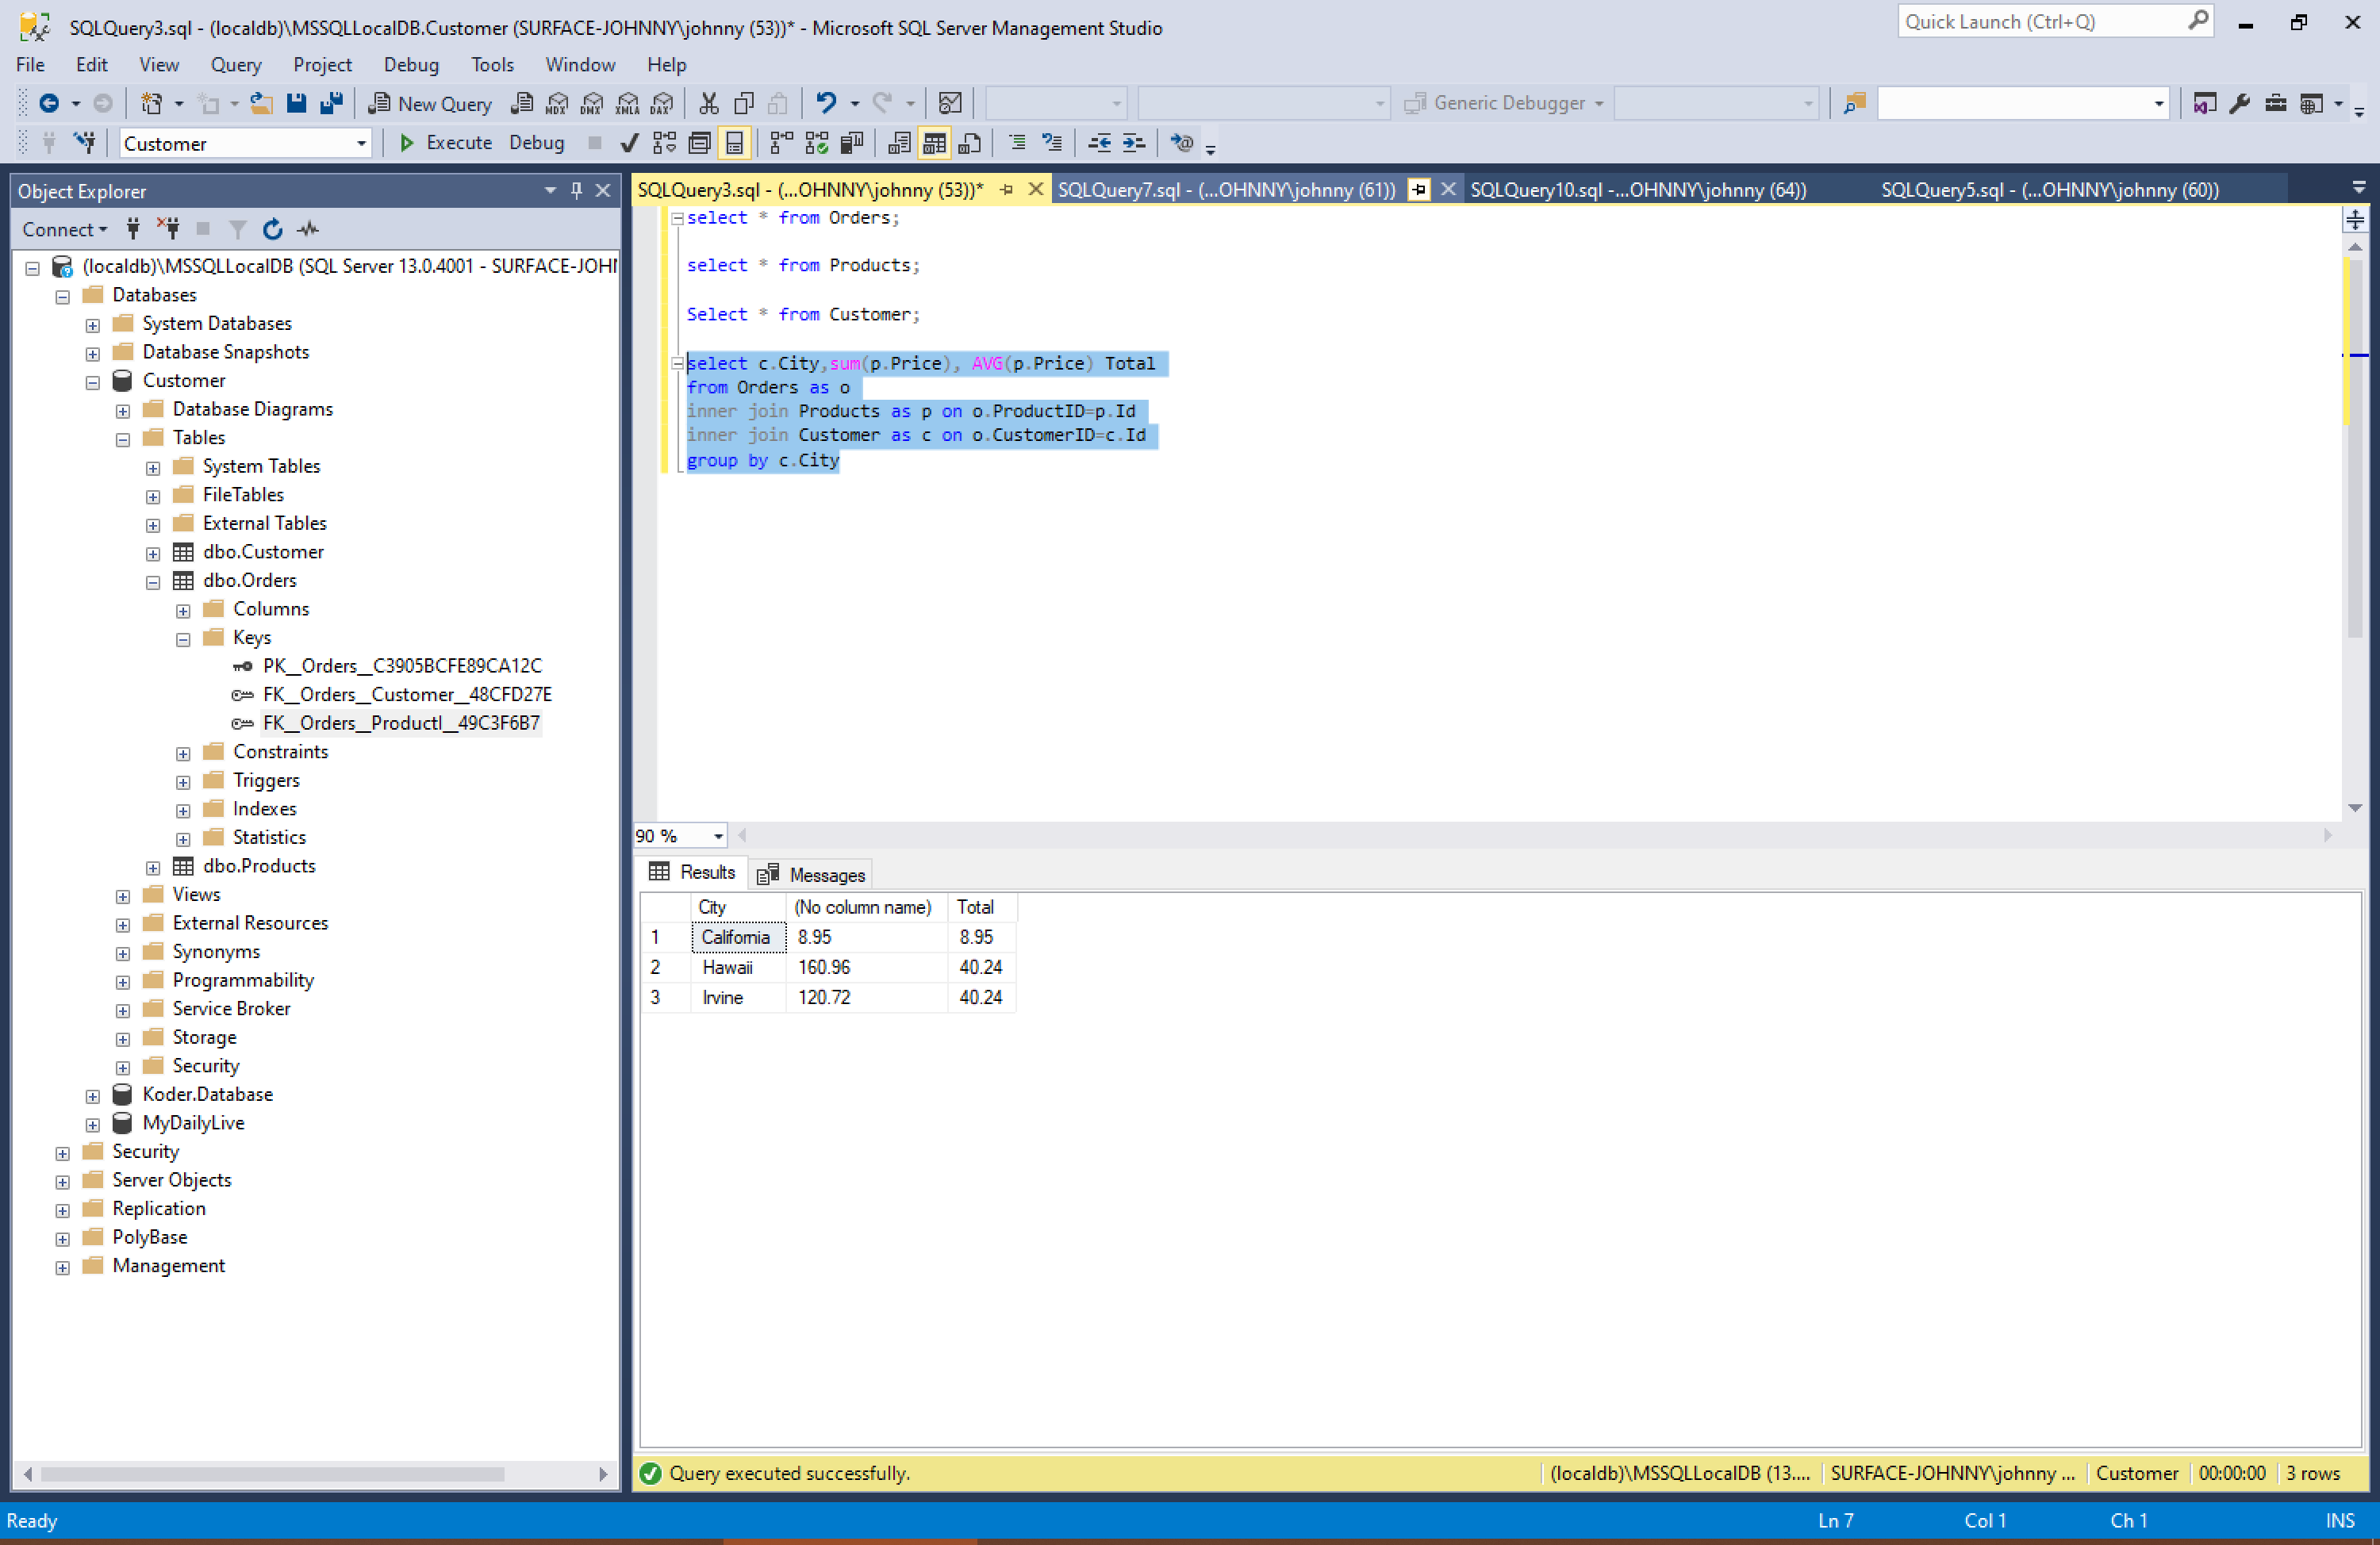 SQLQuery3.sql - (localdb)\MSSQLLocalDB.Customer (SURFACE-JOHNNY\johnny (53))* - Microsoft SQL Server Management Studio
Quick Launch (Ctrl+Q)
File Edit View Query Project Debug Tools Window Help
New Query MDX DMX XMLA DAX Generic Debugger
Customer Execute Debug
Object Explorer
Connect
(localdb)\MSSQLLocalDB (SQL Server 13.0.4001 - SURFACE-JOHN
Databases
System Databases
Database Snapshots
Customer
Database Diagrams
Tables
System Tables
FileTables
External Tables
dbo.Customer
dbo.Orders
Columns
Keys
PK__Orders__C3905BCFE89CA12C
FK__Orders__Customer__48CFD27E
FK__Orders__ProductI__49C3F6B7
Constraints
Triggers
Indexes
Statistics
dbo.Products
Views
External Resources
Synonyms
Programmability
Service Broker
Storage
Security
Koder.Database
MyDailyLive
Security
Server Objects
Replication
PolyBase
Management
SQLQuery3.sql - (...OHNNY\johnny (53))* SQLQuery7.sql - (...OHNNY\johnny (61)) SQLQuery10.sql -...OHNNY\johnny (64)) SQLQuery5.sql - (...OHNNY\johnny (60))
select * from Orders;
select * from Products;
Select * from Customer;
select c.City,sum(p.Price), AVG(p.Price) Total
from Orders as o
inner join Products as p on o.ProductID=p.Id
inner join Customer as c on o.CustomerID=c.Id
group by c.City
90 %
Results Messages
City (No column name) Total
1 California 8.95 8.95
2 Hawaii 160.96 40.24
3 Irvine 120.72 40.24
Query executed successfully. (localdb)\MSSQLLocalDB (13.... SURFACE-JOHNNY\johnny ... Customer 00:00:00 3 rows
Ready Ln 7 Col 1 Ch 1 INS